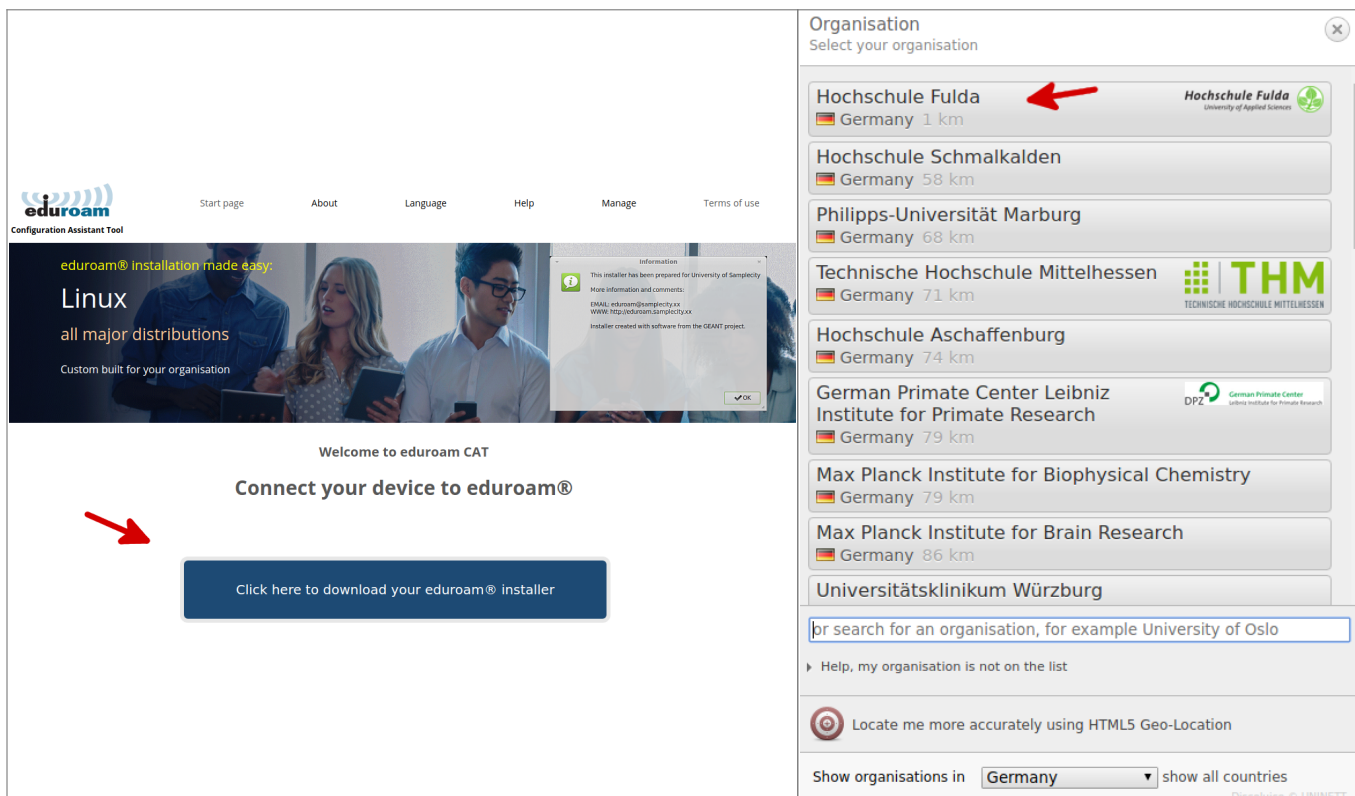 eduroam
Configuration Assistant Tool
Start page
About
Language
Help
Manage
Terms of use
eduroam® installation made easy:
Linux
all major distributions
Custom built for your organisation
Information
This installer has been prepared for University of Samplecity
More information and comments:
EMAIL: eduroam@samplecity.xx
WWW: http://eduroam.samplecity.xx
Installer created with software from the GEANT project.
OK
Welcome to eduroam CAT
Connect your device to eduroam®
Click here to download your eduroam® installer
Organisation
Select your organisation
Hochschule Fulda
Germany 1 km
Hochschule Fulda
University of Applied Sciences
Hochschule Schmalkalden
Germany 58 km
Philipps-Universität Marburg
Germany 68 km
Technische Hochschule Mittelhessen
Germany 71 km
THM
TECHNISCHE HOCHSCHULE MITTELHESSEN
Hochschule Aschaffenburg
Germany 74 km
German Primate Center Leibniz
Institute for Primate Research
Germany 79 km
DPZ
German Primate Center
Leibniz Institute for Primate Research
Max Planck Institute for Biophysical Chemistry
Germany 79 km
Max Planck Institute for Brain Research
Germany 86 km
Universitätsklinikum Würzburg
or search for an organisation, for example University of Oslo
Help, my organisation is not on the list
Locate me more accurately using HTML5 Geo-Location
Show organisations in Germany show all countries